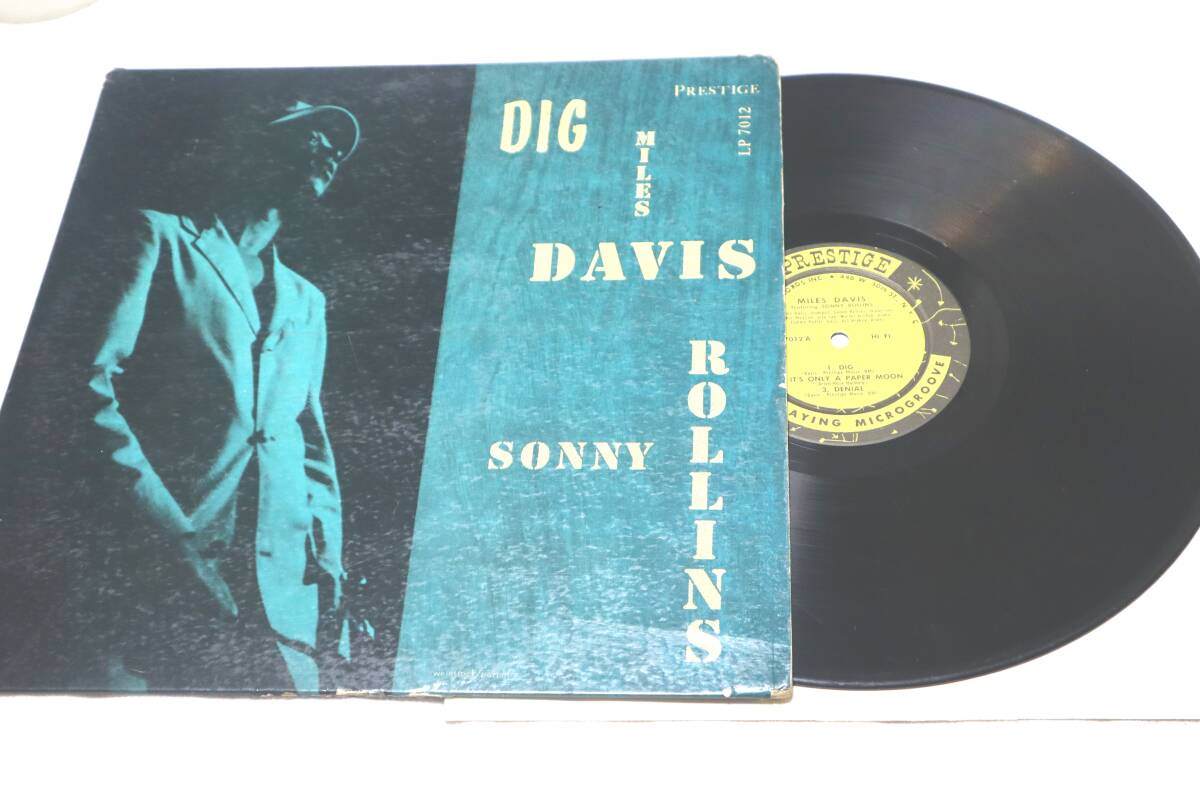 PRESTIGE
LP 7012
DIG
MILES
DAVIS
SONNY
ROLLINS
PRESTIGE
MILES DAVIS
7012 A
HI FI
1. DIG
IT'S ONLY A PAPER MOON
3. DENIAL
AYING MICROGROOVE